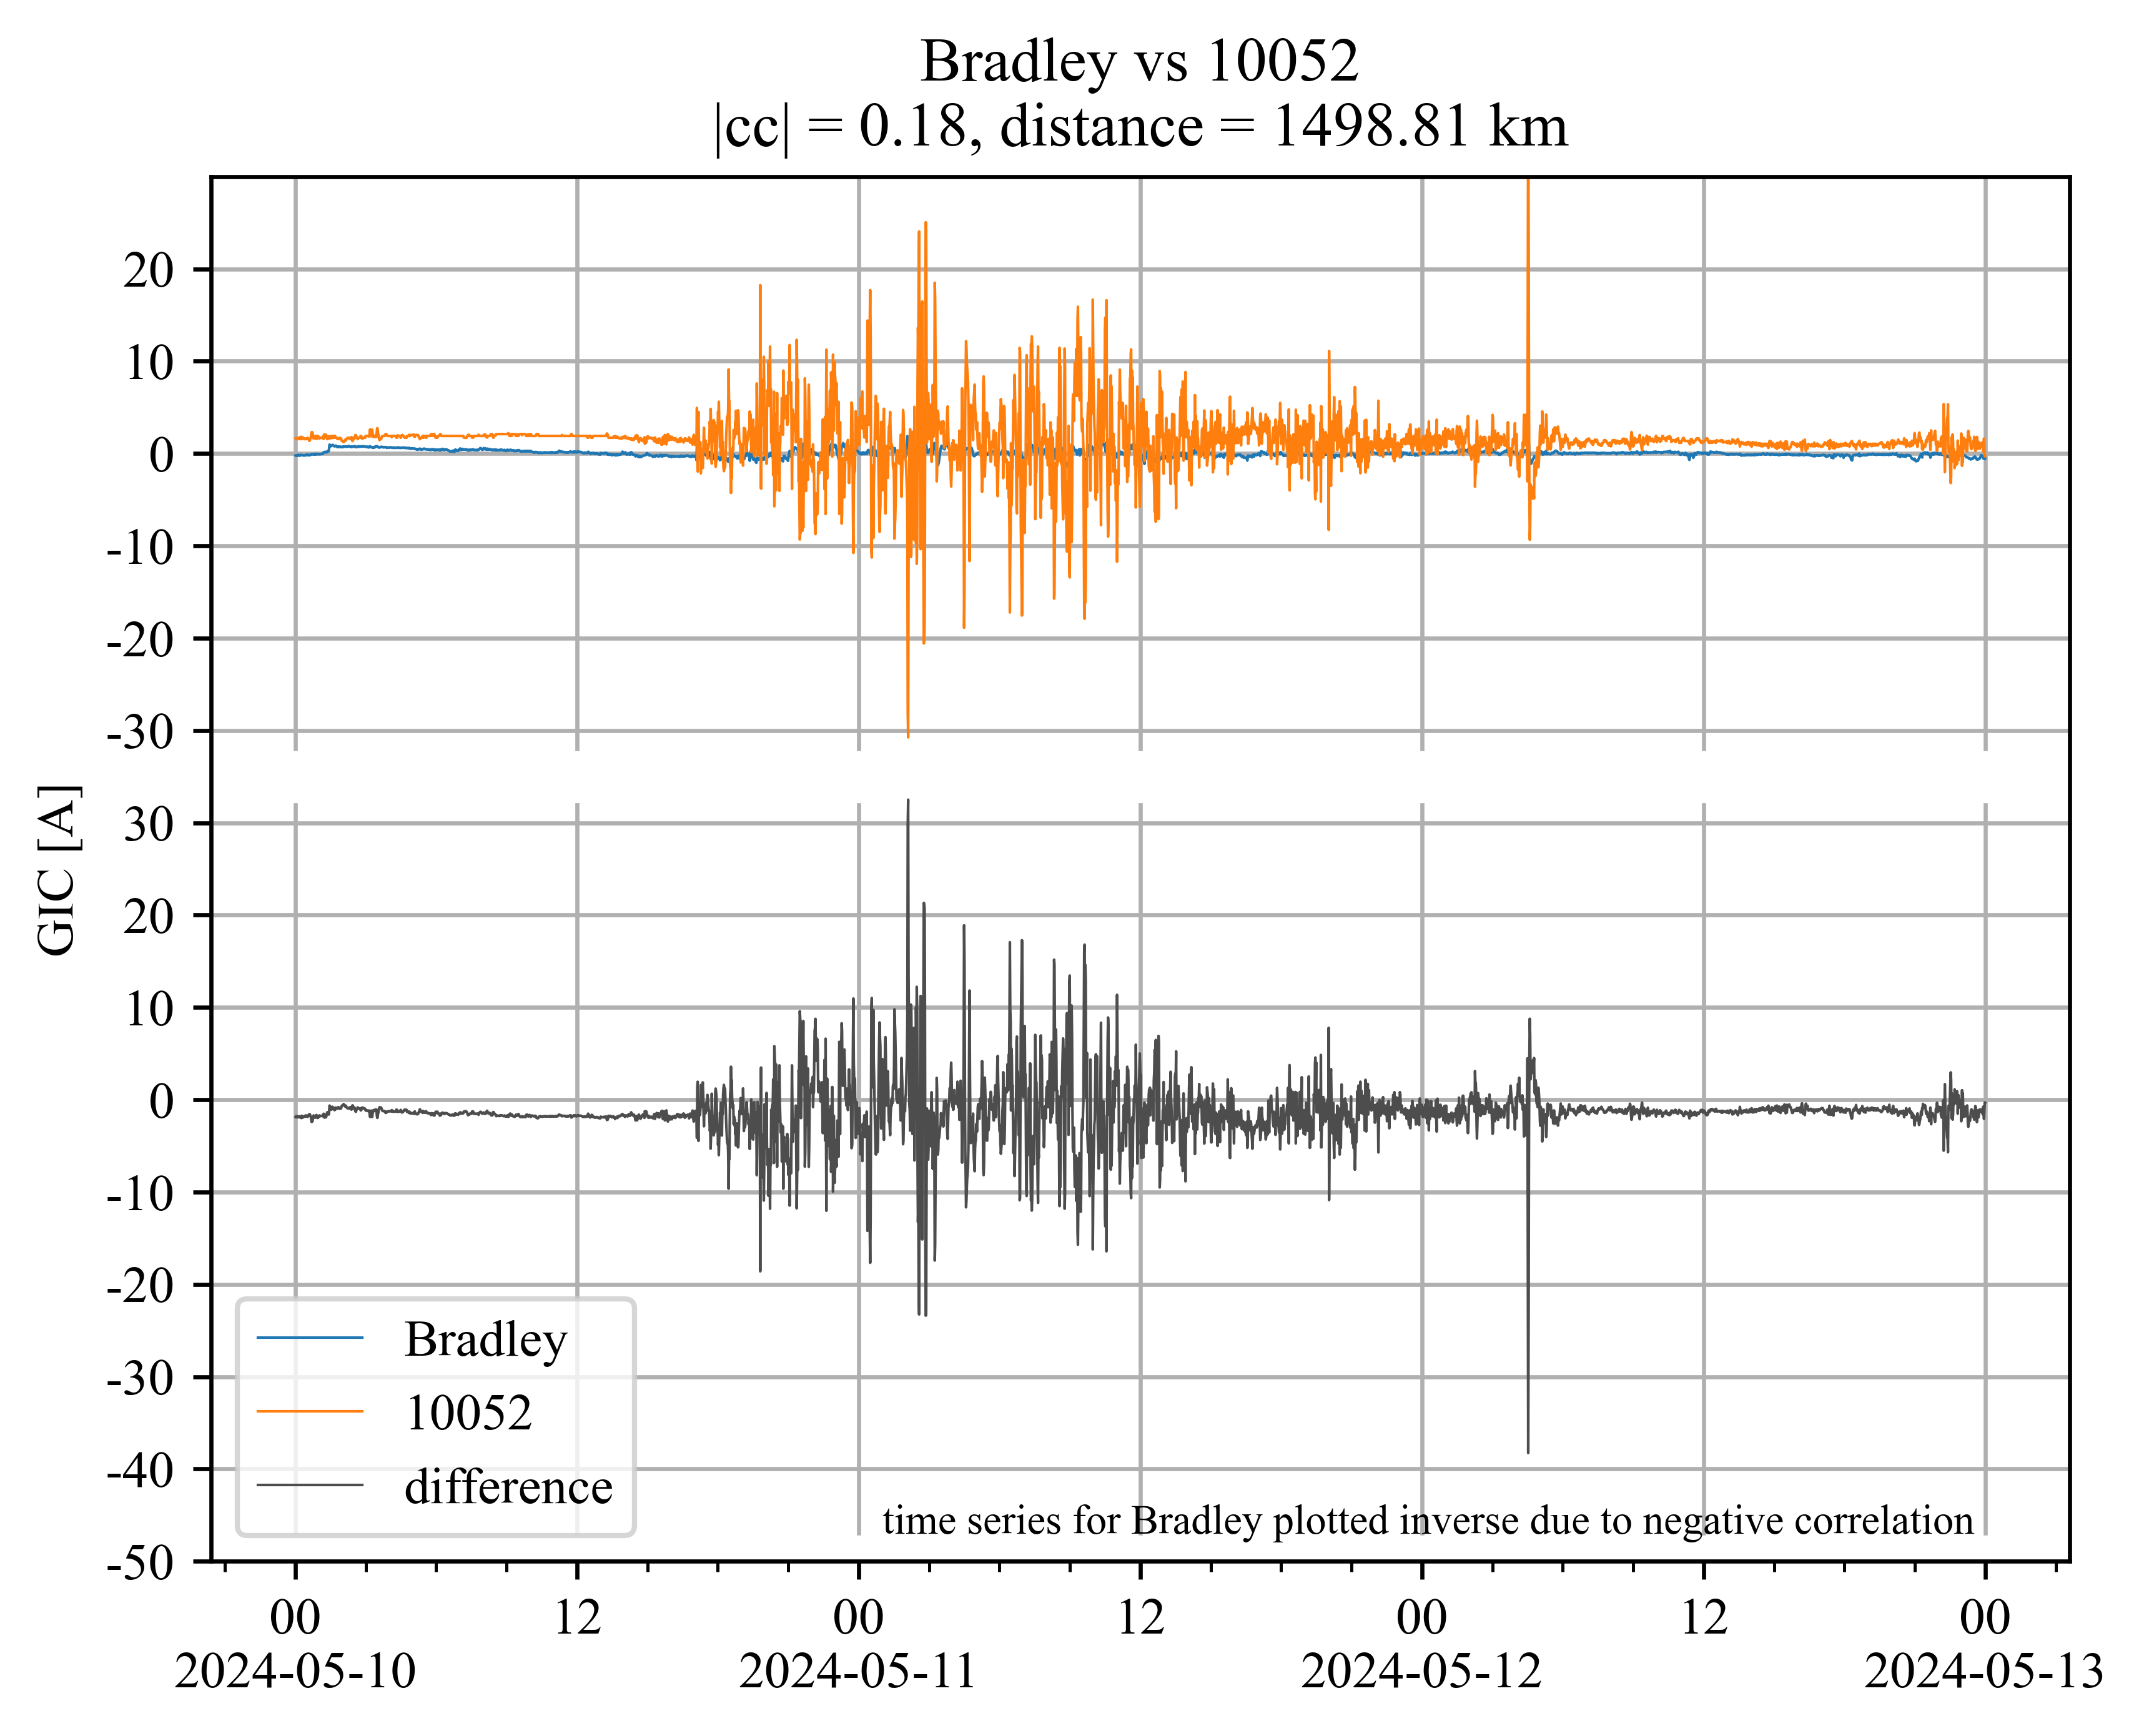 Bradley vs 10052
|cc| = 0.18, distance = 1498.81 km
GIC [A]
20
10
0
-10
-20
-30
30
20
10
0
-10
-20
-30
-40
-50
Bradley
10052
difference
time series for Bradley plotted inverse due to negative correlation
00 12 00 12 00 12 00
2024-05-10 2024-05-11 2024-05-12 2024-05-13